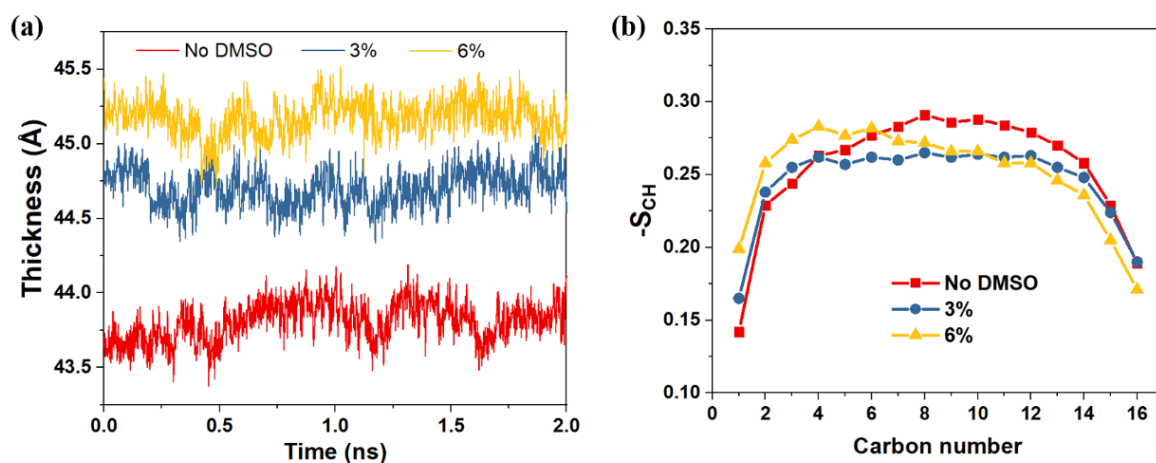 (a)
No DMSO 3% 6%
45.5
45.0
44.5
44.0
43.5
Thickness (Å)
0.0 0.5 1.0 1.5 2.0
Time (ns)
(b)
0.35
0.30
0.25
0.20
0.15
0.10
-SCH
No DMSO
3%
6%
0 2 4 6 8 10 12 14 16
Carbon number